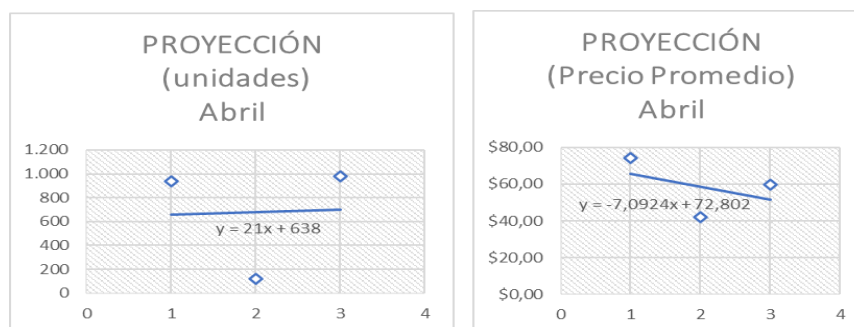 PROYECCIÓN
(unidades)
Abril
1.200
1.000
800
600
400
200
0
y = 21x + 638
0 1 2 3 4
PROYECCIÓN
(Precio Promedio)
Abril
$80,00
$60,00
$40,00
$20,00
$0,00
y = -7,0924x + 72,802
0 1 2 3 4